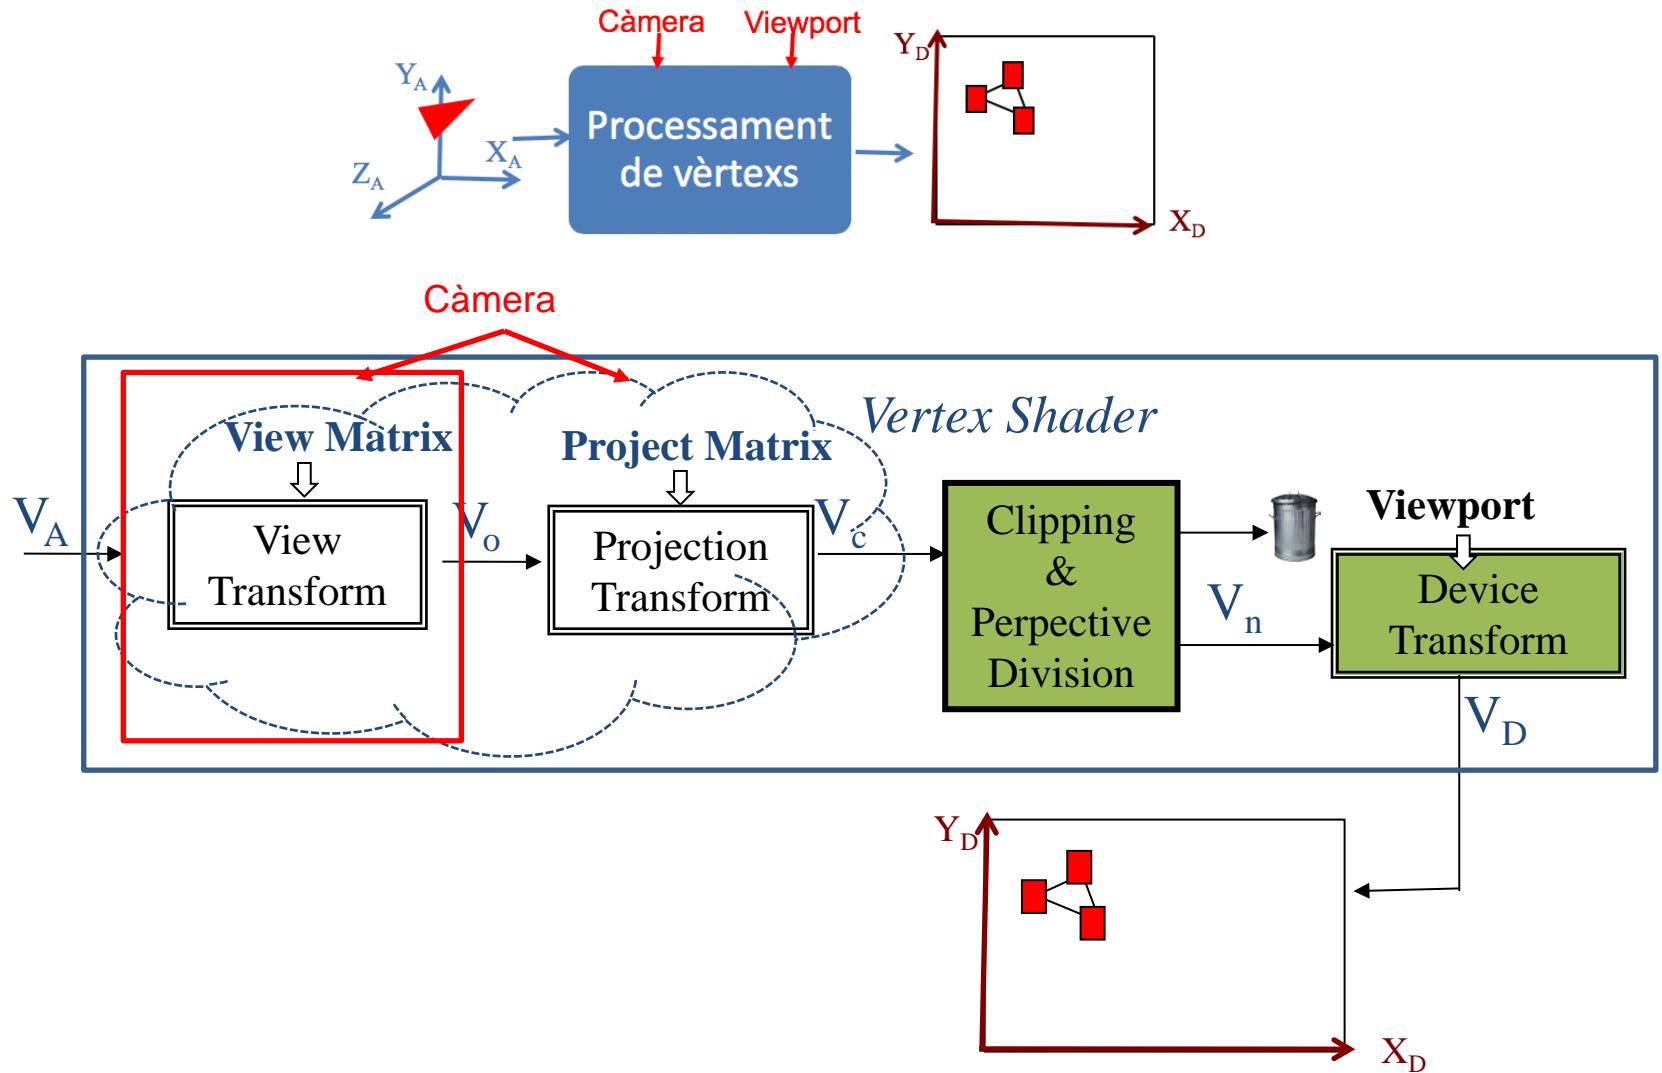 Càmera Viewport
Y_A
X_A
Z_A
Processament
de vèrtexs
Y_D
X_D
Càmera
Vertex Shader
View Matrix
Project Matrix
V_A
View
Transform
V_o
Projection
Transform
V_c
Clipping
&
Perpective
Division
V_n
Viewport
Device
Transform
V_D
Y_D
X_D